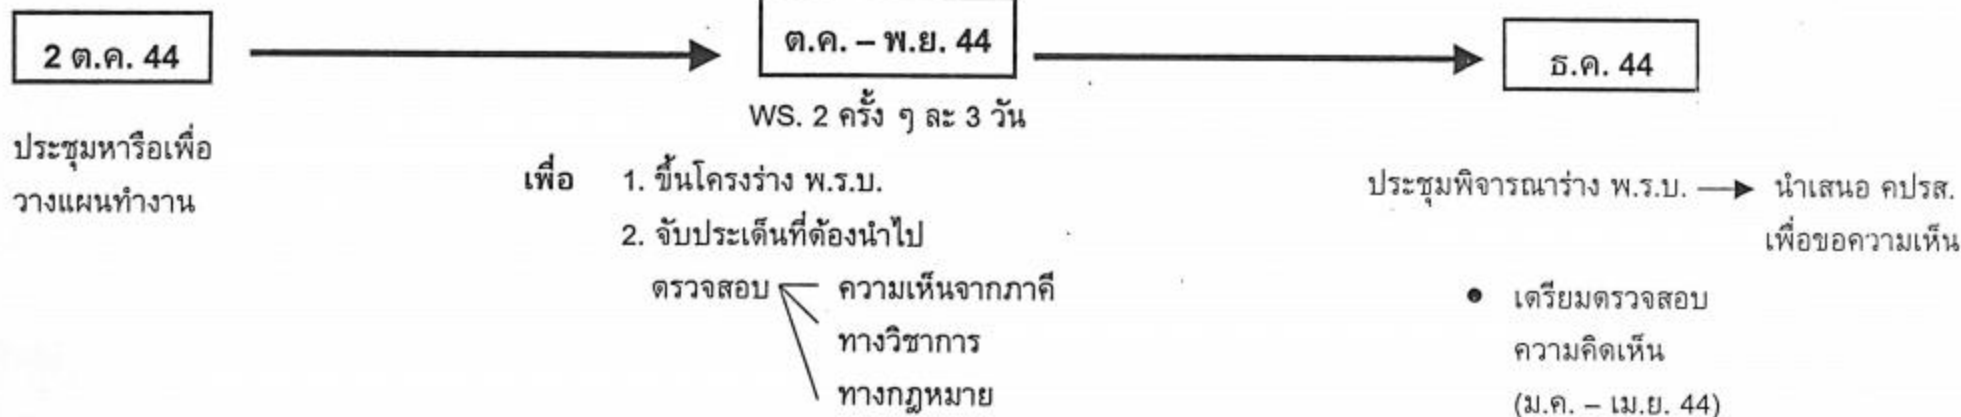 2 ต.ค. 44
ประชุมหารือเพื่อ
วางแผนทำงาน
ต.ค. – พ.ย. 44
WS. 2 ครั้ง ๆ ละ 3 วัน
เพื่อ 1. ขึ้นโครงร่าง พ.ร.บ.
2. จับประเด็นที่ต้องนำไป
ตรวจสอบ ความเห็นจากภาคี
ทางวิชาการ
ทางกฎหมาย
ธ.ค. 44
ประชุมพิจารณาร่าง พ.ร.บ. → นำเสนอ คปรส.
เพื่อขอความเห็น
• เตรียมตรวจสอบ
ความคิดเห็น
(ม.ค. – เม.ย. 44)